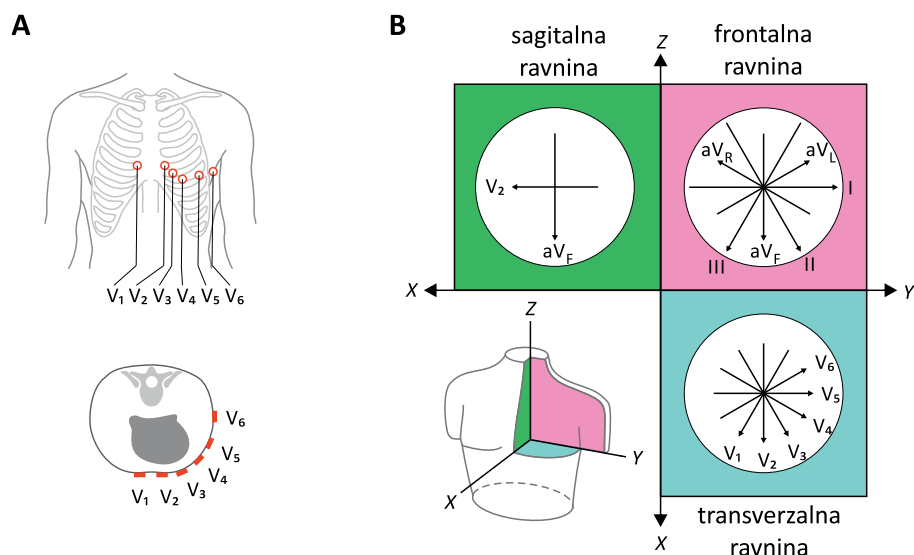 A
V₁ V₂ V₃ V₄ V₅ V₆
V₆
V₅
V₄
V₃
V₁ V₂
B
sagitalna
ravnina
Z
frontalna
ravnina
V₂
aV_F
aV_R
aV_L
I
III
aV_F
II
X
Y
Z
Y
X
V₆
V₅
V₄
V₁
V₂
V₃
X
transverzalna
ravnina